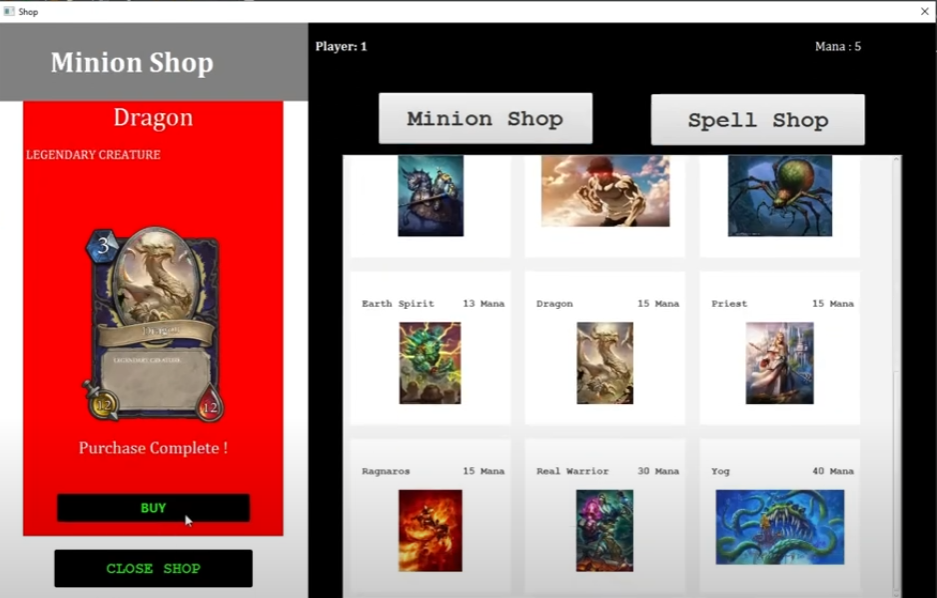 Shop
Minion Shop
Dragon
LEGENDARY CREATURE
3
Dragon
LEGENDARY CREATURE
12
12
Purchase Complete !
BUY
CLOSE SHOP
Player: 1
Mana : 5
Minion Shop
Spell Shop
Earth Spirit 13 Mana
Dragon 15 Mana
Priest 15 Mana
Ragnaros 15 Mana
Real Warrior 30 Mana
Yog 40 Mana